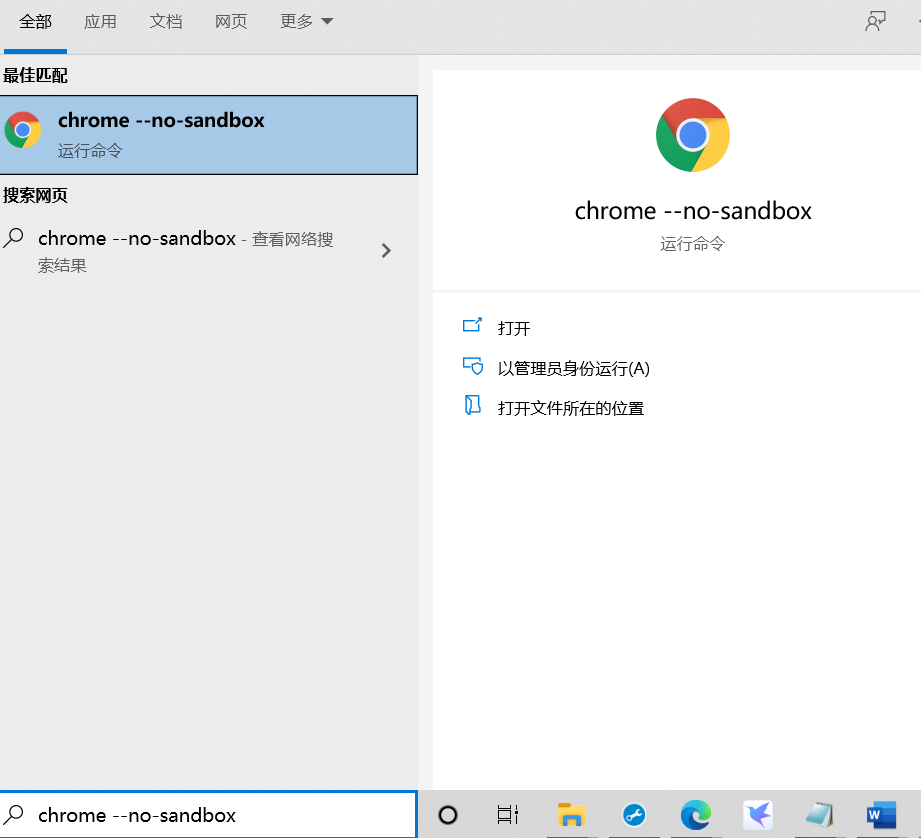 全部 应用 文档 网页 更多
最佳匹配
chrome --no-sandbox
运行命令
搜索网页
chrome --no-sandbox - 查看网络搜
索结果
chrome --no-sandbox
运行命令
打开
以管理员身份运行(A)
打开文件所在的位置
chrome --no-sandbox
W